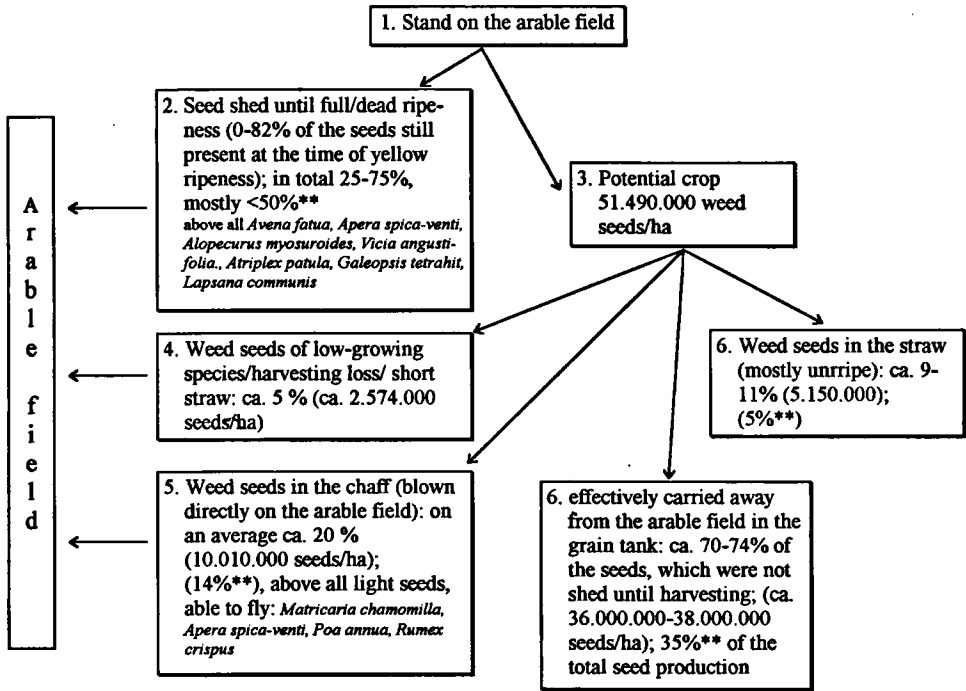 1. Stand on the arable field
2. Seed shed until full/dead ripe-
ness (0-82% of the seeds still
present at the time of yellow
ripeness); in total 25-75%,
mostly <50%**
above all Avena fatua, Apera spica-venti,
Alopecurus myosuroides, Vicia angusti-
folia., Atriplex patula, Galeopsis tetrahit,
Lapsana communis
3. Potential crop
51.490.000 weed
seeds/ha
Arable field
4. Weed seeds of low-growing
species/harvesting loss/ short
straw: ca. 5 % (ca. 2.574.000
seeds/ha)
6. Weed seeds in the straw
(mostly unrripe): ca. 9-
11% (5.150.000);
(5%**)
5. Weed seeds in the chaff (blown
directly on the arable field): on
an average ca. 20 %
(10.010.000 seeds/ha);
(14%**), above all light seeds,
able to fly: Matricaria chamomilla,
Apera spica-venti, Poa annua, Rumex
crispus
6. effectively carried away
from the arable field in the
grain tank: ca. 70-74% of
the seeds, which were not
shed until harvesting; (ca.
36.000.000-38.000.000
seeds/ha); 35%** of the
total seed production